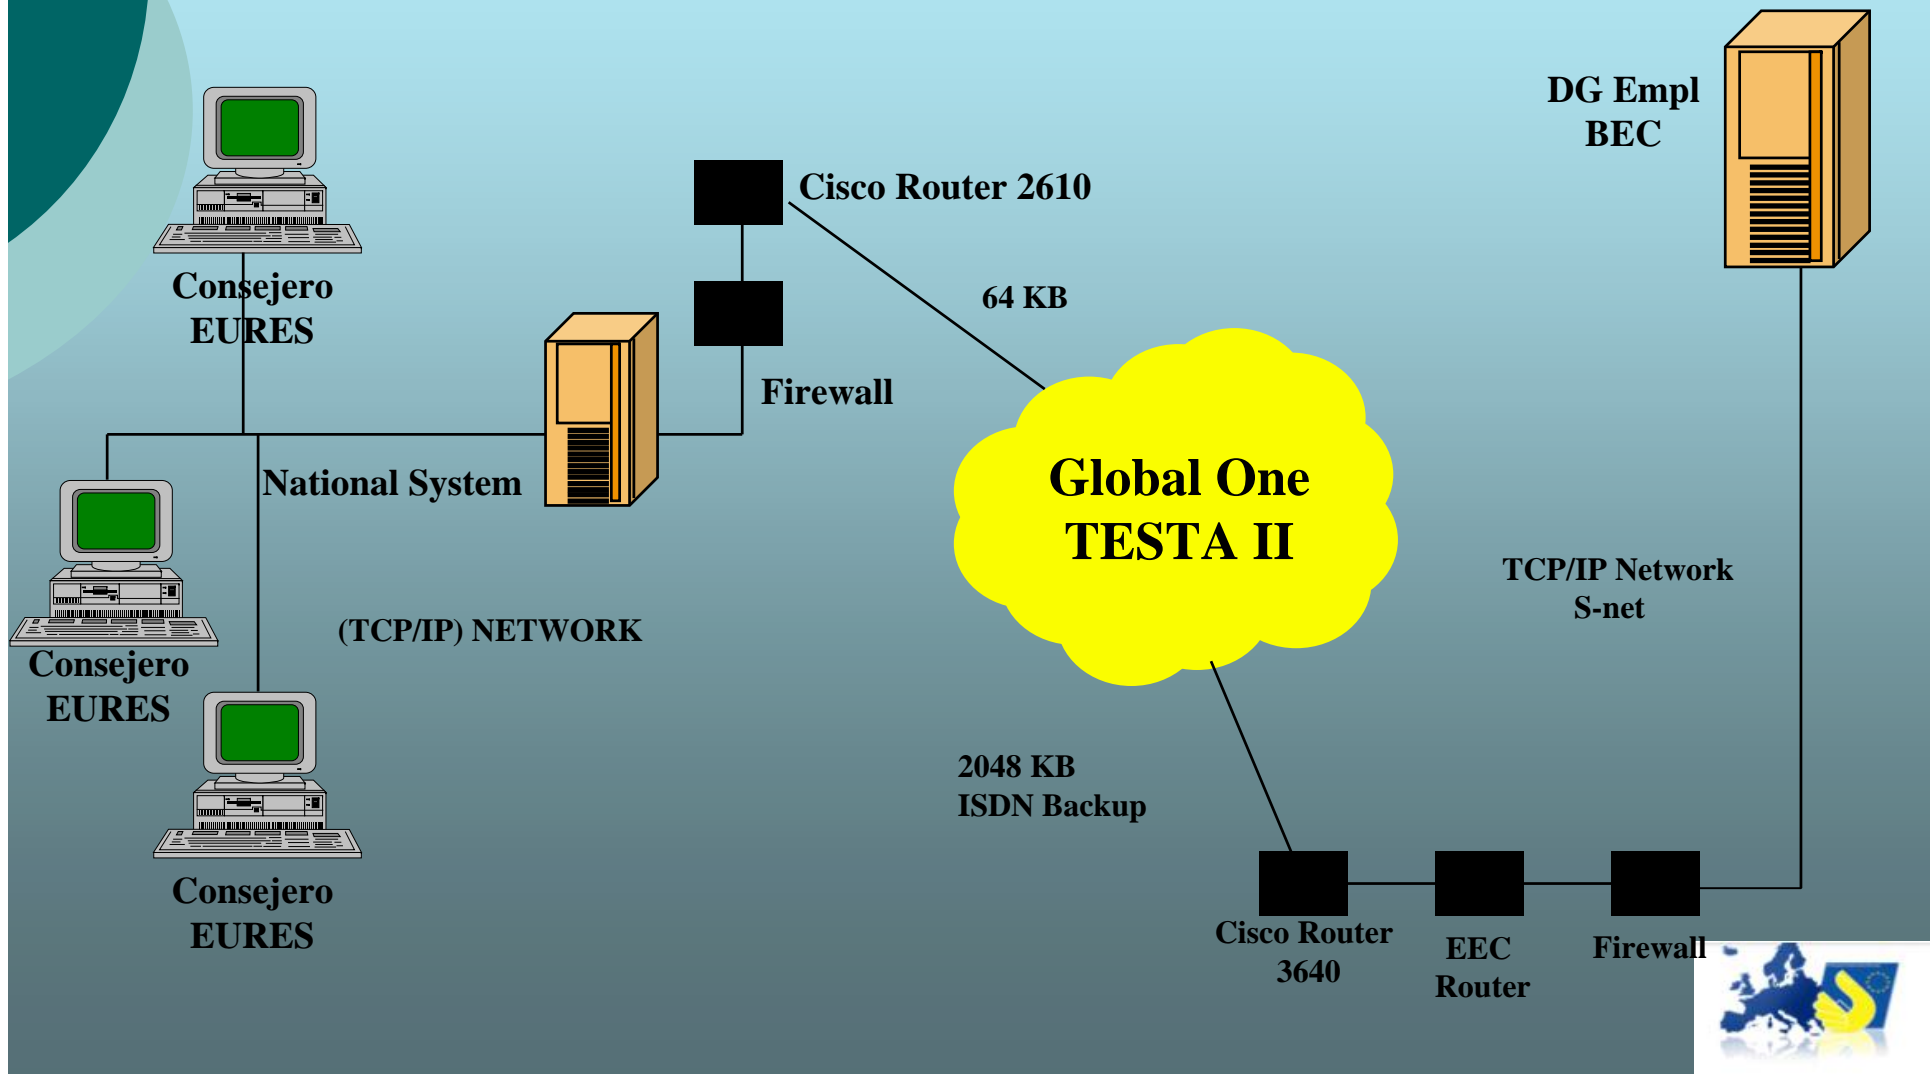 DG Empl
BEC
Cisco Router 2610
Consejero
EURES
64 KB
Firewall
National System
Global One
TESTA II
TCP/IP Network
S-net
(TCP/IP) NETWORK
Consejero
EURES
2048 KB
ISDN Backup
Consejero
EURES
Cisco Router
3640
EEC
Router
Firewall